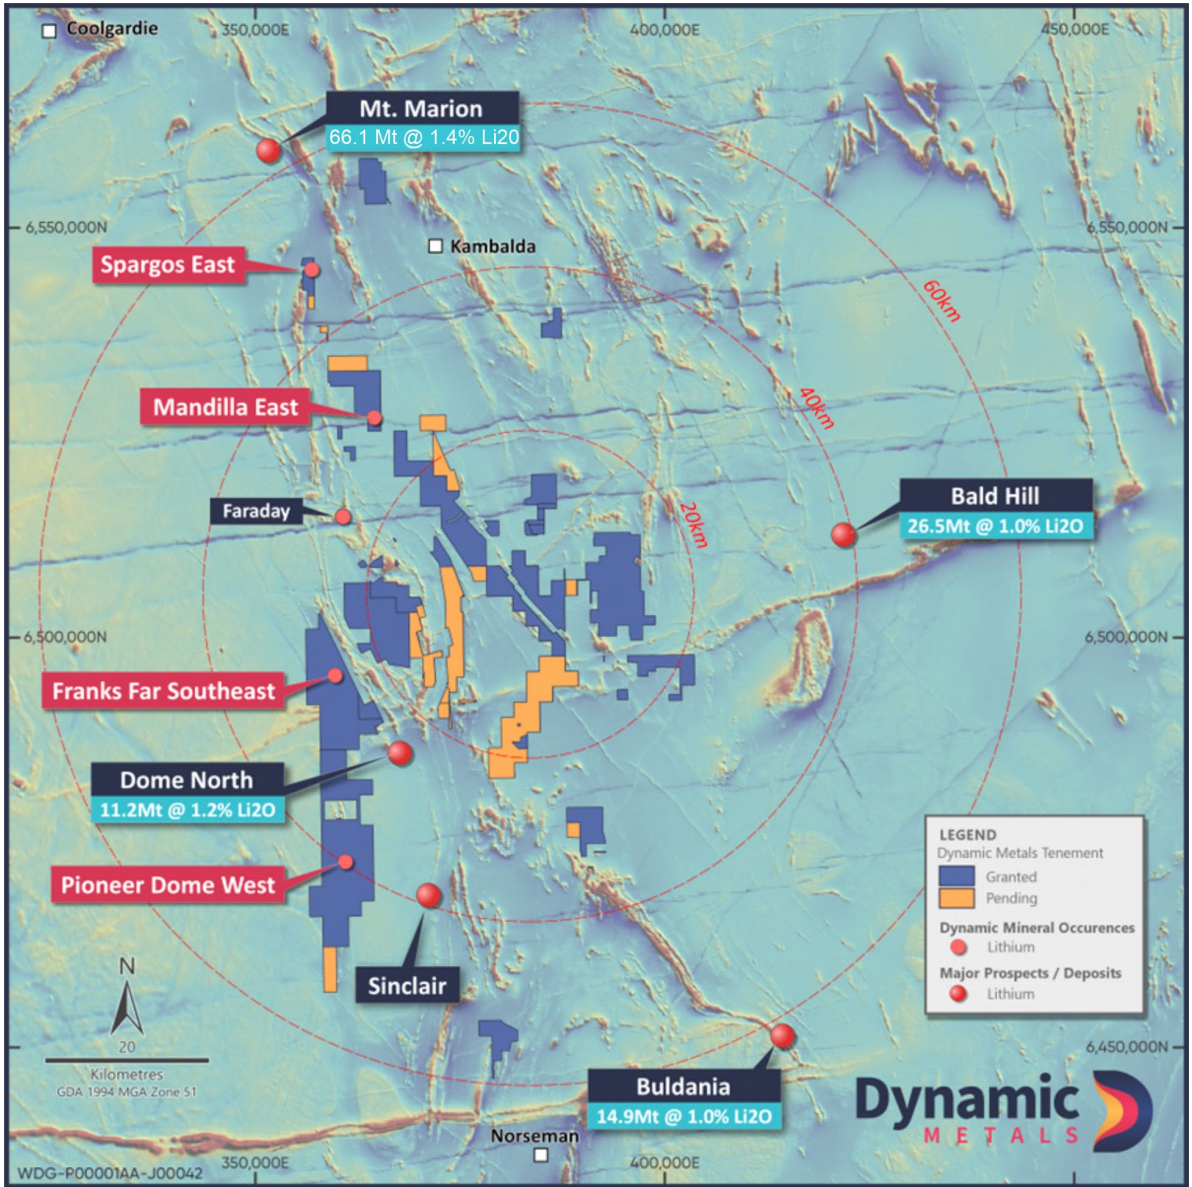 Coolgardie
350,000E
400,000E
450,000E
Mt. Marion
66.1 Mt @ 1.4% Li20
6,550,000N
6,550,000N
Kambalda
Spargos East
60km
Mandilla East
40km
Faraday
20km
Bald Hill
26.5Mt @ 1.0% Li2O
6,500,000N
6,500,000N
Franks Far Southeast
Dome North
11.2Mt @ 1.2% Li2O
Pioneer Dome West
Sinclair
LEGEND
Dynamic Metals Tenement
Granted
Pending
Dynamic Mineral Occurences
Lithium
Major Prospects / Deposits
Lithium
N
20
Kilometres
GDA 1994 MGA Zone 51
6,450,000N
Buldania
14.9Mt @ 1.0% Li2O
Dynamic
METALS
Norseman
WDG-P00001AA-J00042
350,000E
400,000E